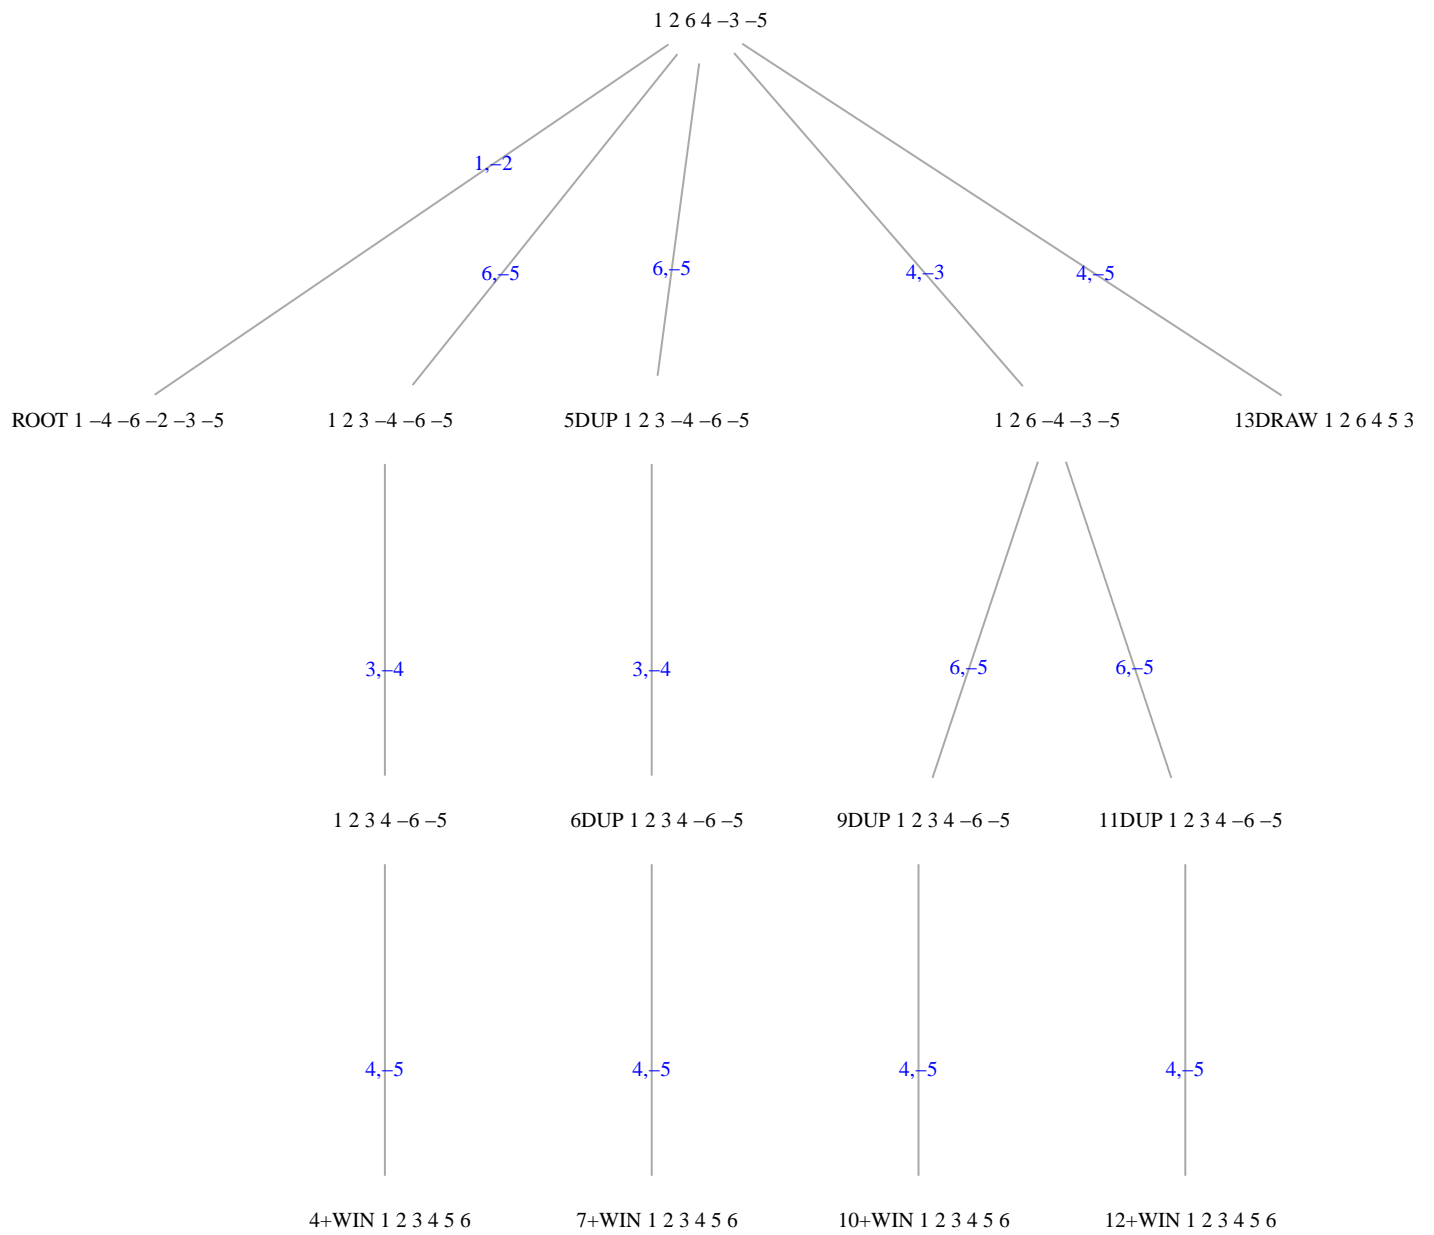 1 2 6 4 –3 –5
1,–2
6,–5
6,–5
4,–3
4,–5
ROOT 1 –4 –6 –2 –3 –5
1 2 3 –4 –6 –5
5DUP 1 2 3 –4 –6 –5
1 2 6 –4 –3 –5
13DRAW 1 2 6 4 5 3
3,–4
3,–4
6,–5
6,–5
1 2 3 4 –6 –5
6DUP 1 2 3 4 –6 –5
9DUP 1 2 3 4 –6 –5
11DUP 1 2 3 4 –6 –5
4,–5
4,–5
4,–5
4,–5
4+WIN 1 2 3 4 5 6
7+WIN 1 2 3 4 5 6
10+WIN 1 2 3 4 5 6
12+WIN 1 2 3 4 5 6